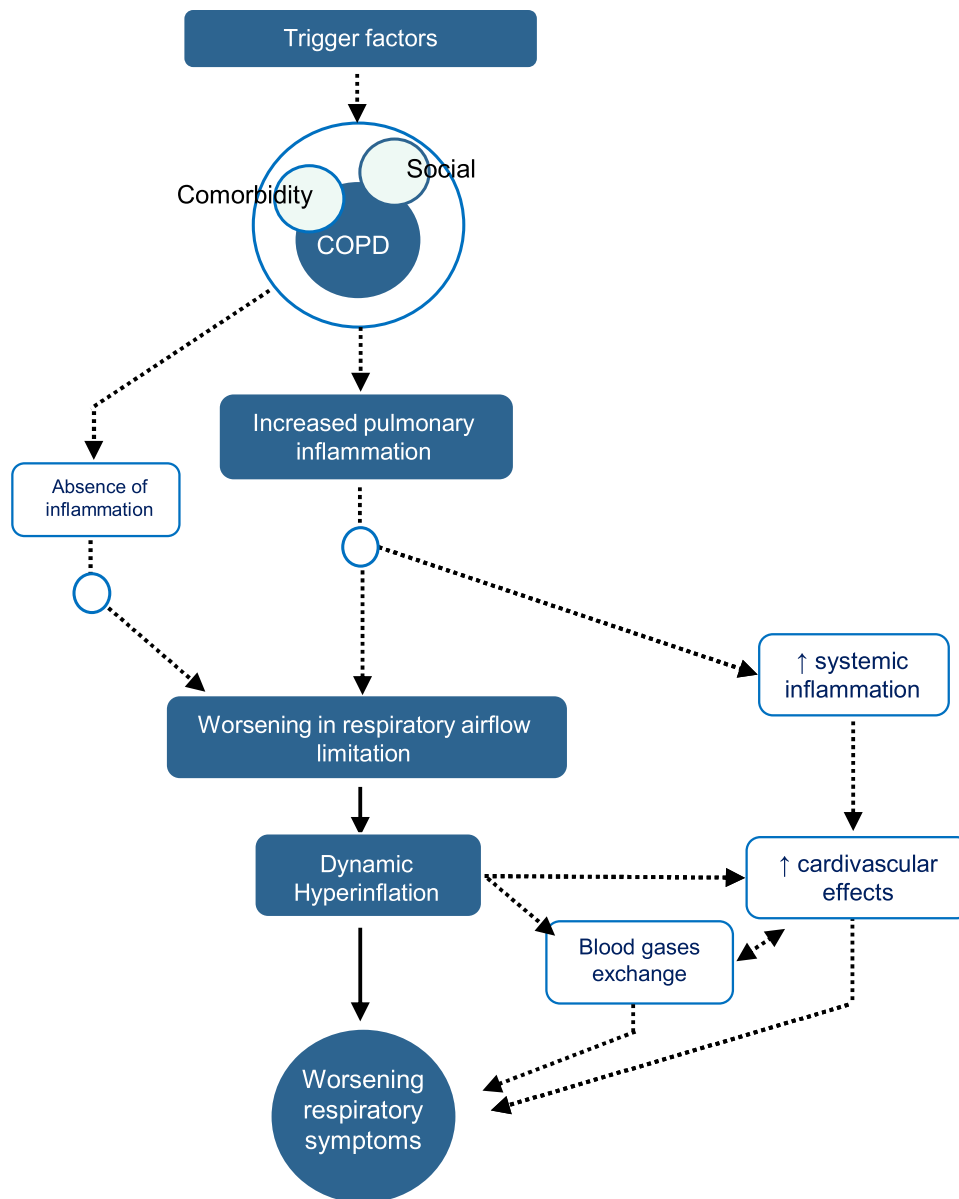 Trigger factors
Social
Comorbidity
COPD
Increased pulmonary
inflammation
Absence of
inflammation
↑ systemic
inflammation
Worsening in respiratory airflow
limitation
Dynamic
Hyperinflation
↑ cardivascular
effects
Blood gases
exchange
Worsening
respiratory
symptoms